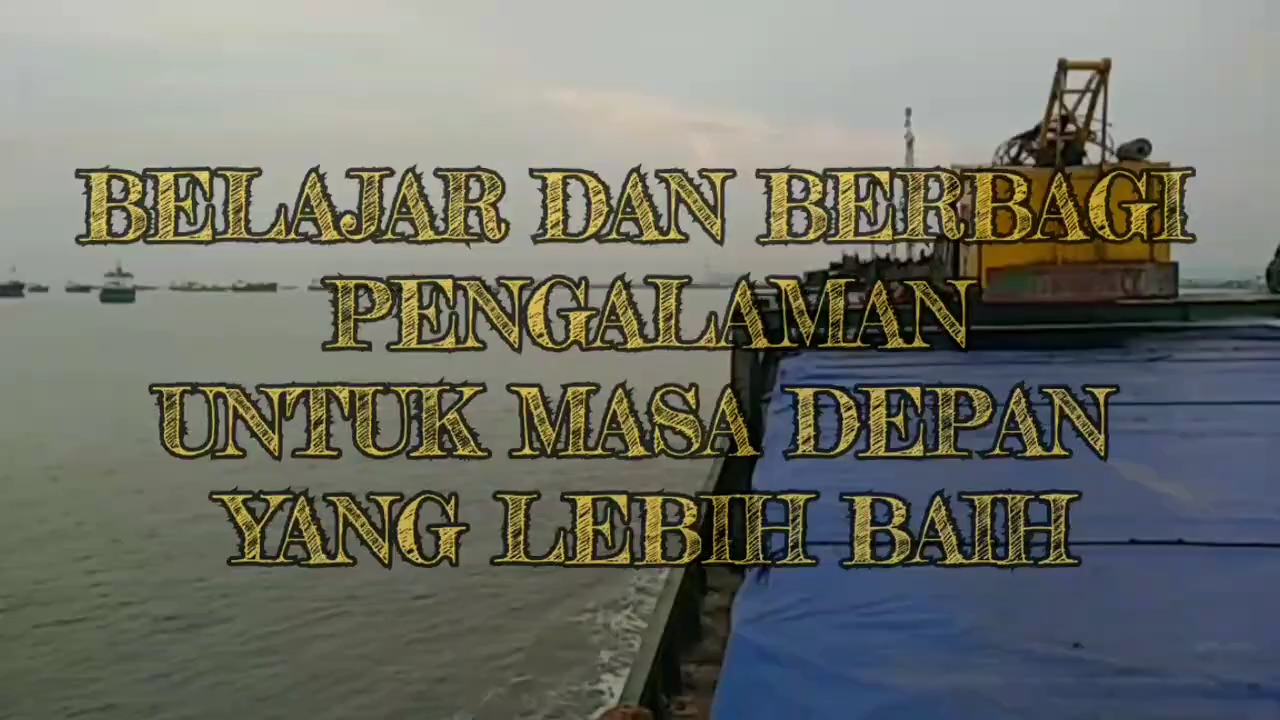 BELAJAR DAN BERBAGI
PENGALAMAN
UNTUK MASA DEPAN
YANG LEBIH BAIH